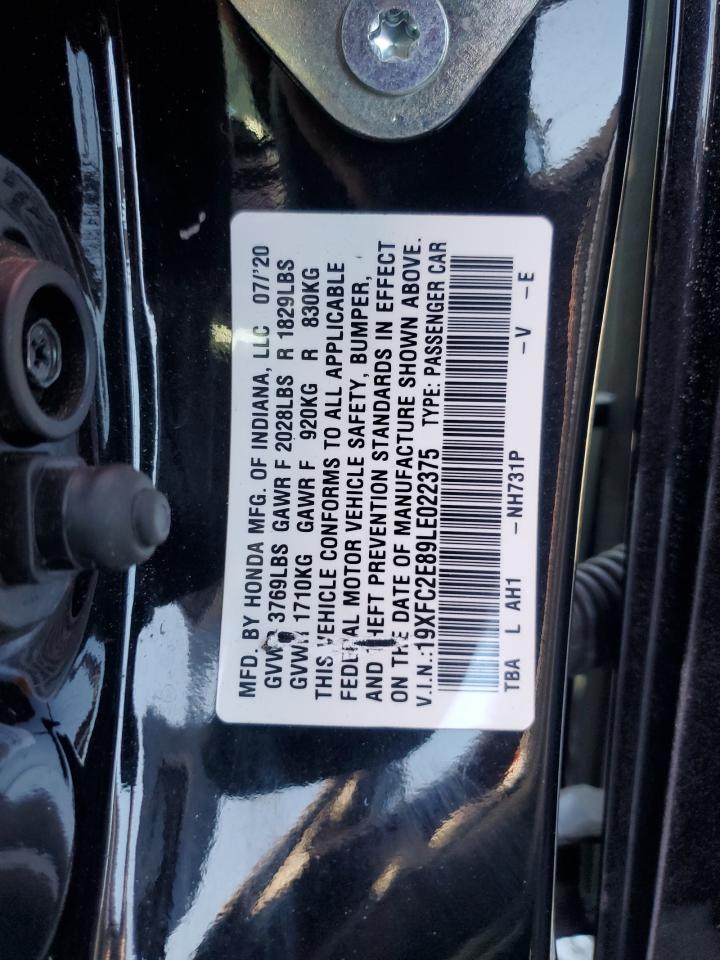 MFD. BY HONDA MFG. OF INDIANA, LLC 07/'20
GVWR 3769LBS GAWR F 2028LBS R 1829LBS
GVWR 1710KG GAWR F 920KG R 830KG
THIS VEHICLE CONFORMS TO ALL APPLICABLE
FEDERAL MOTOR VEHICLE SAFETY, BUMPER,
AND THEFT PREVENTION STANDARDS IN EFFECT
ON THE DATE OF MANUFACTURE SHOWN ABOVE.
V.I.N.:19XFC2E89LE022375 TYPE: PASSENGER CAR
TBA L AH1 -NH731P -V -E